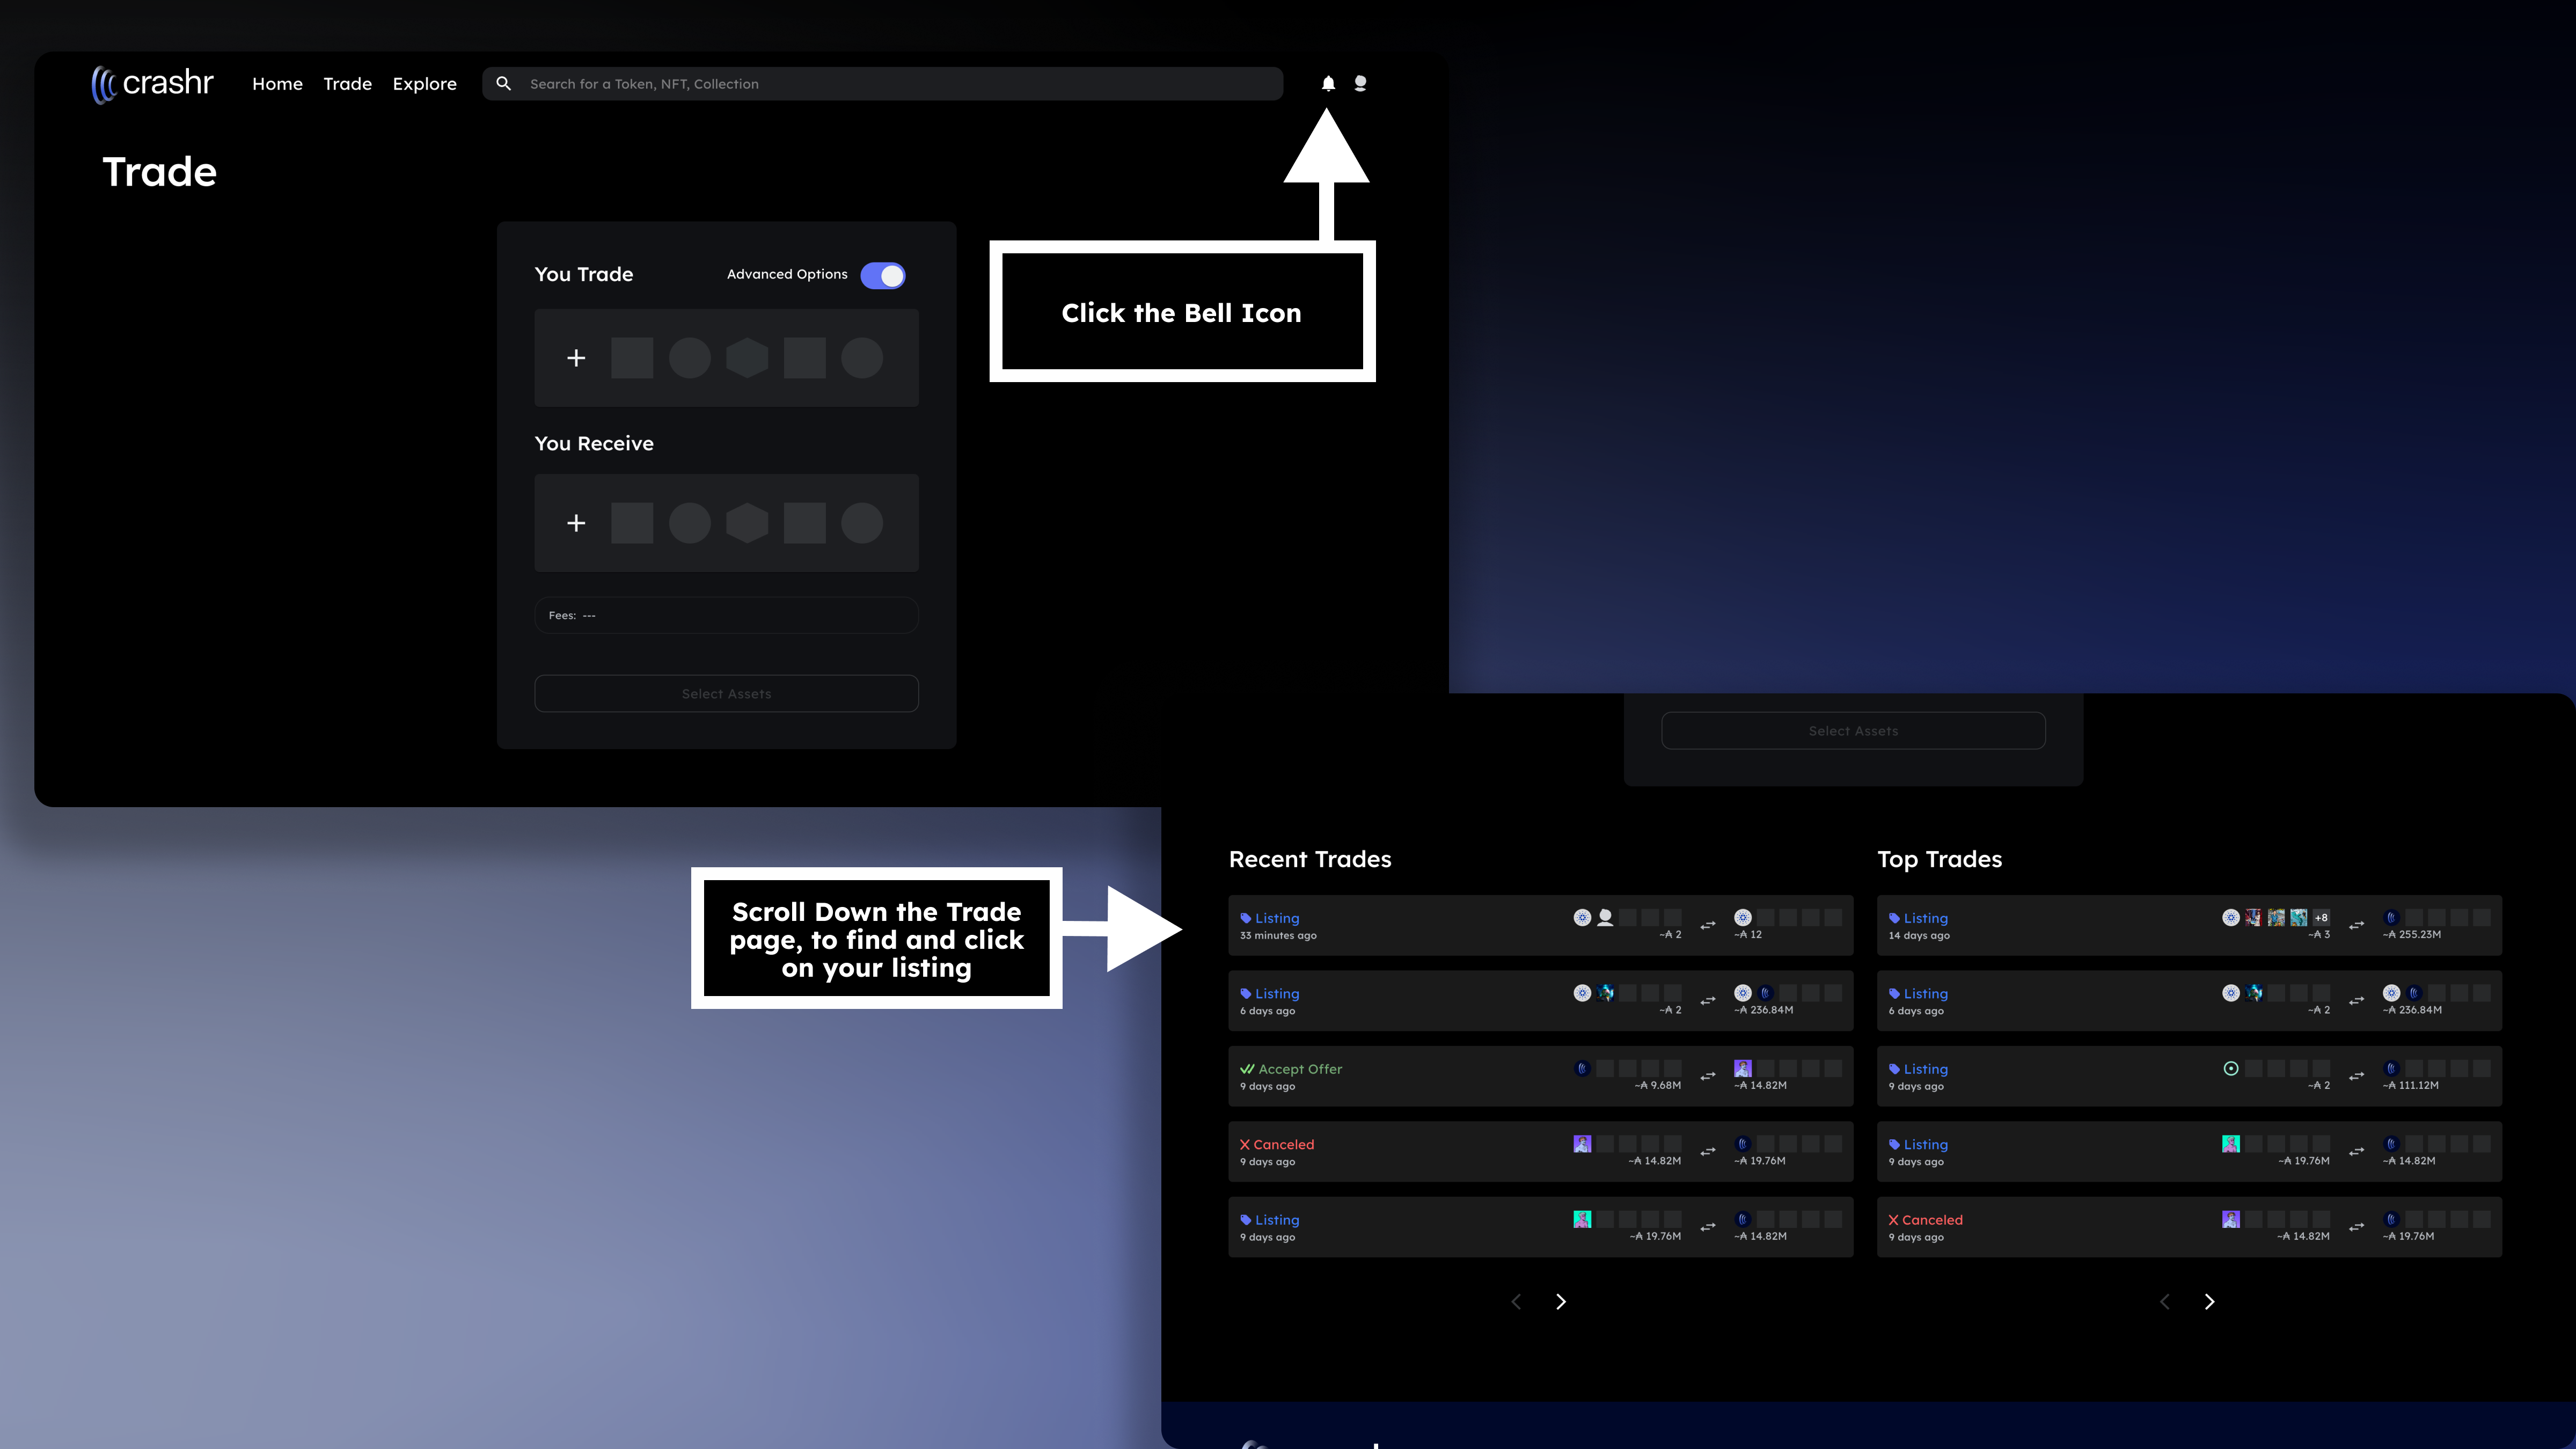 crashr
Home Trade Explore
Search for a Token, NFT, Collection
Trade
You Trade
Advanced Options
Click the Bell Icon
You Receive
Fees: ---
Select Assets
Select Assets
Scroll Down the Trade
page, to find and click
on your listing
Recent Trades
Listing
33 minutes ago
~₳ 2
~₳ 12
Listing
6 days ago
~₳ 2
~₳ 236.84M
Accept Offer
9 days ago
~₳ 9.68M
~₳ 14.82M
Canceled
9 days ago
~₳ 14.82M
~₳ 19.76M
Listing
9 days ago
~₳ 19.76M
~₳ 14.82M
Top Trades
Listing
+8
14 days ago
~₳ 3
~₳ 255.23M
Listing
6 days ago
~₳ 2
~₳ 236.84M
Listing
9 days ago
~₳ 2
~₳ 111.12M
Listing
9 days ago
~₳ 19.76M
~₳ 14.82M
Canceled
9 days ago
~₳ 14.82M
~₳ 19.76M